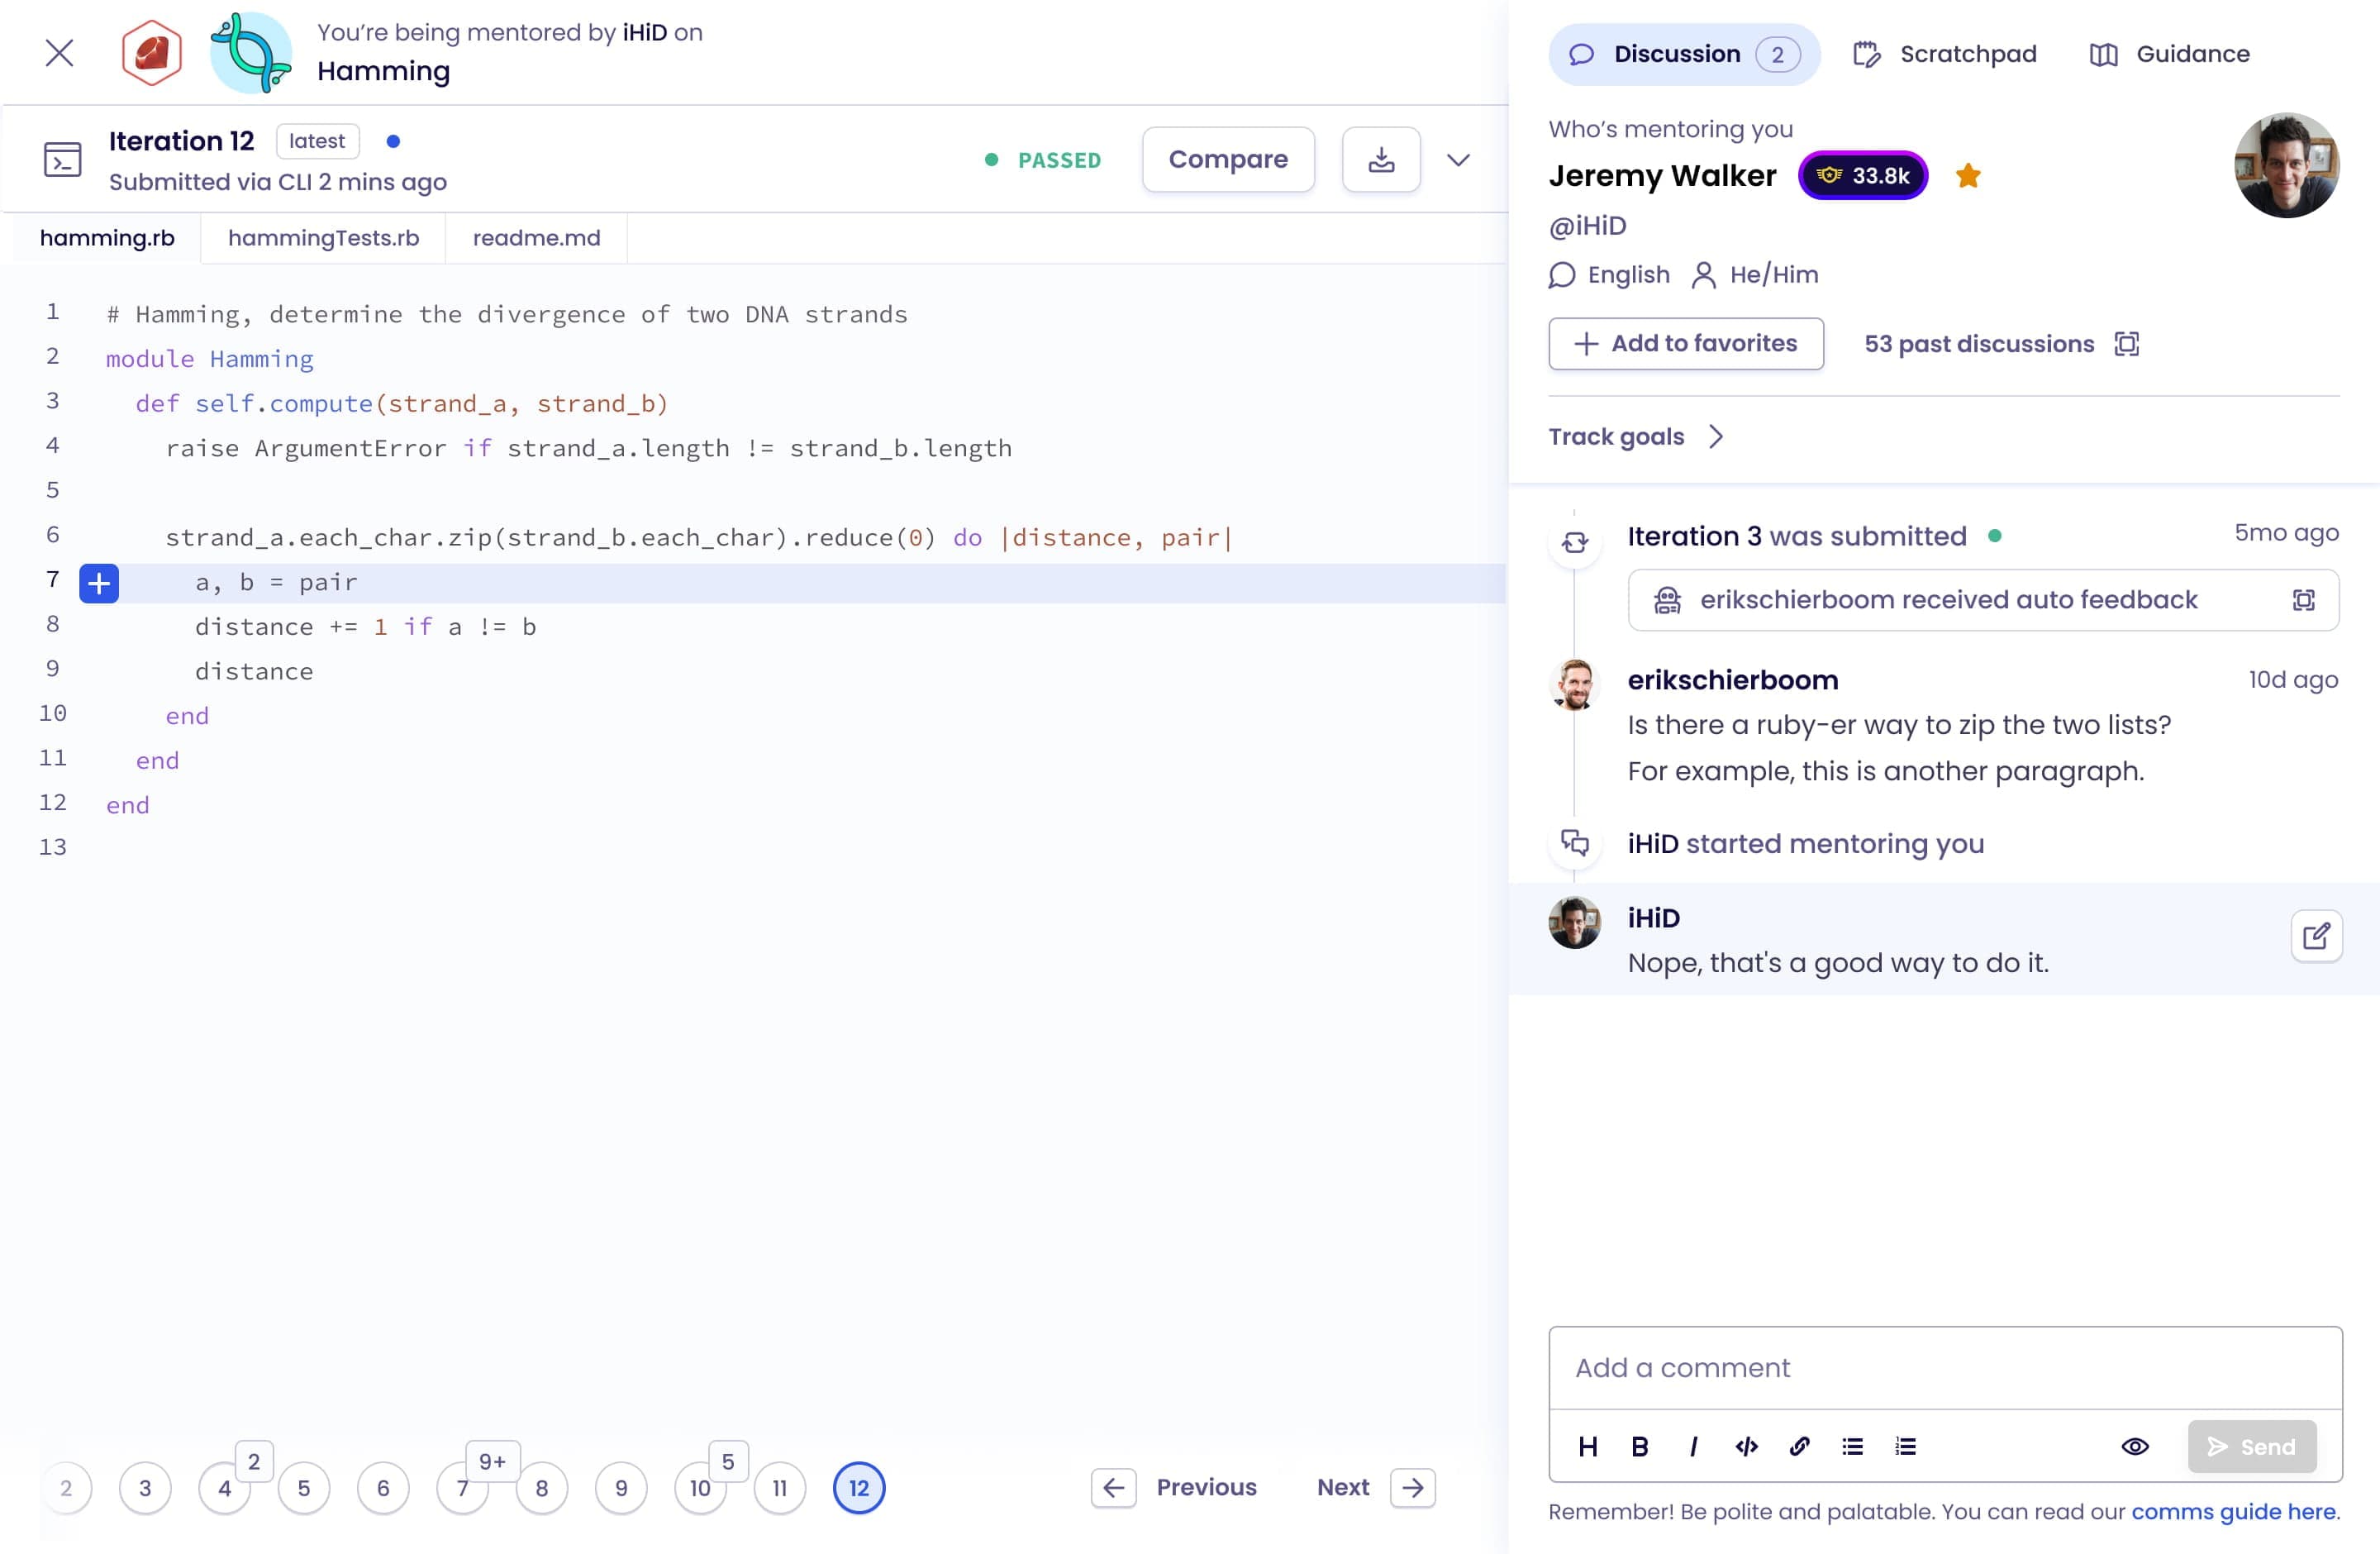 You're being mentored by iHiD on
Hamming
Iteration 12 latest
Submitted via CLI 2 mins ago
PASSED
Compare
hamming.rb hammingTests.rb readme.md
1 # Hamming, determine the divergence of two DNA strands
2 module Hamming
3 def self.compute(strand_a, strand_b)
4 raise ArgumentError if strand_a.length != strand_b.length
5
6 strand_a.each_char.zip(strand_b.each_char).reduce(0) do |distance, pair|
7 a, b = pair
8 distance += 1 if a != b
9 distance
10 end
11 end
12 end
13
2 3 4 2 5 6 7 9+ 8 9 10 5 11 12
Previous Next
Discussion 2 Scratchpad Guidance
Who's mentoring you
Jeremy Walker 33.8k
@iHiD
English He/Him
Add to favorites 53 past discussions
Track goals
Iteration 3 was submitted 5mo ago
erikschierboom received auto feedback
erikschierboom 10d ago
Is there a ruby-er way to zip the two lists?
For example, this is another paragraph.
iHiD started mentoring you
iHiD
Nope, that's a good way to do it.
Add a comment
H B I Send
Remember! Be polite and palatable. You can read our comms guide here.